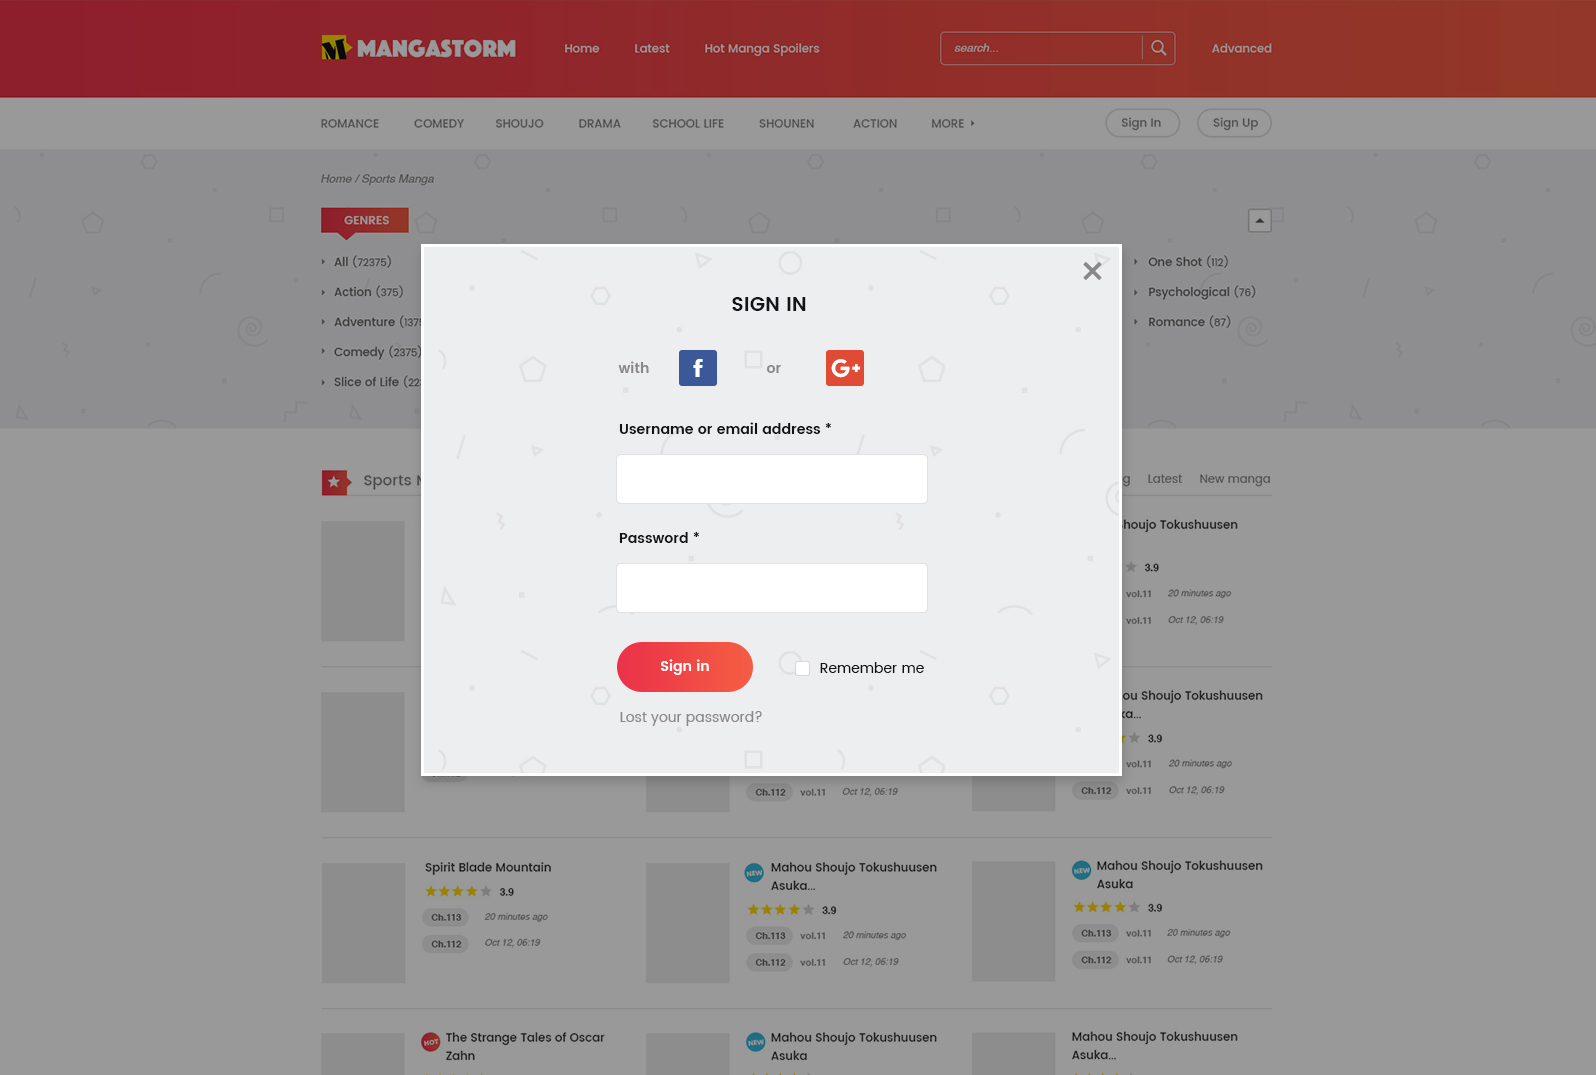 MANGASTORM
Home Latest Hot Manga Spoilers search... Advanced
ROMANCE COMEDY SHOUJO DRAMA SCHOOL LIFE SHOUNEN ACTION MORE Sign In Sign Up
Home / Sports Manga
GENRES
All (72375)
Action (375)
Adventure (1375
Comedy (2375)
Slice of Life (22
One Shot (112)
Psychological (76)
Romance (87)
SIGN IN
with f or G+
Username or email address *
Password *
Sign in Remember me
Lost your password?
Sports M
g Latest New manga
houjo Tokushuusen
3.9
vol.11 20 minutes ago
vol.11 Oct 12, 06:19
ou Shoujo Tokushuusen
ka...
3.9
vol.11 20 minutes ago
Ch.112 vol.11 Oct 12, 06:19
Ch.112 vol.11 Oct 12, 06:19
Spirit Blade Mountain
3.9
Ch.113 20 minutes ago
Ch.112 Oct 12, 06:19
NEW Mahou Shoujo Tokushuusen
Asuka...
3.9
Ch.113 vol.11 20 minutes ago
Ch.112 vol.11 Oct 12, 06:19
NEW Mahou Shoujo Tokushuusen
Asuka
3.9
Ch.113 vol.11 20 minutes ago
Ch.112 vol.11 Oct 12, 06:19
HOT The Strange Tales of Oscar
Zahn
NEW Mahou Shoujo Tokushuusen
Asuka
Mahou Shoujo Tokushuusen
Asuka...